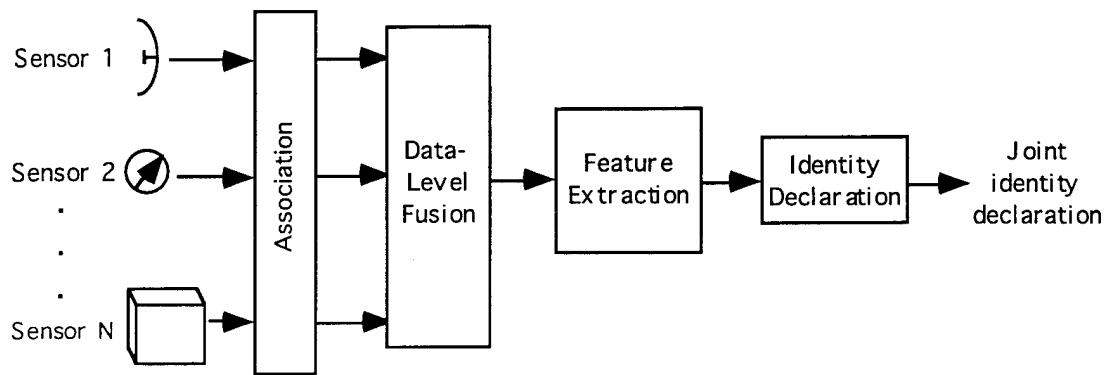 Sensor 1
Sensor 2
.
.
.
Sensor N
Association
Data-
Level
Fusion
Feature
Extraction
Identity
Declaration
Joint
identity
declaration